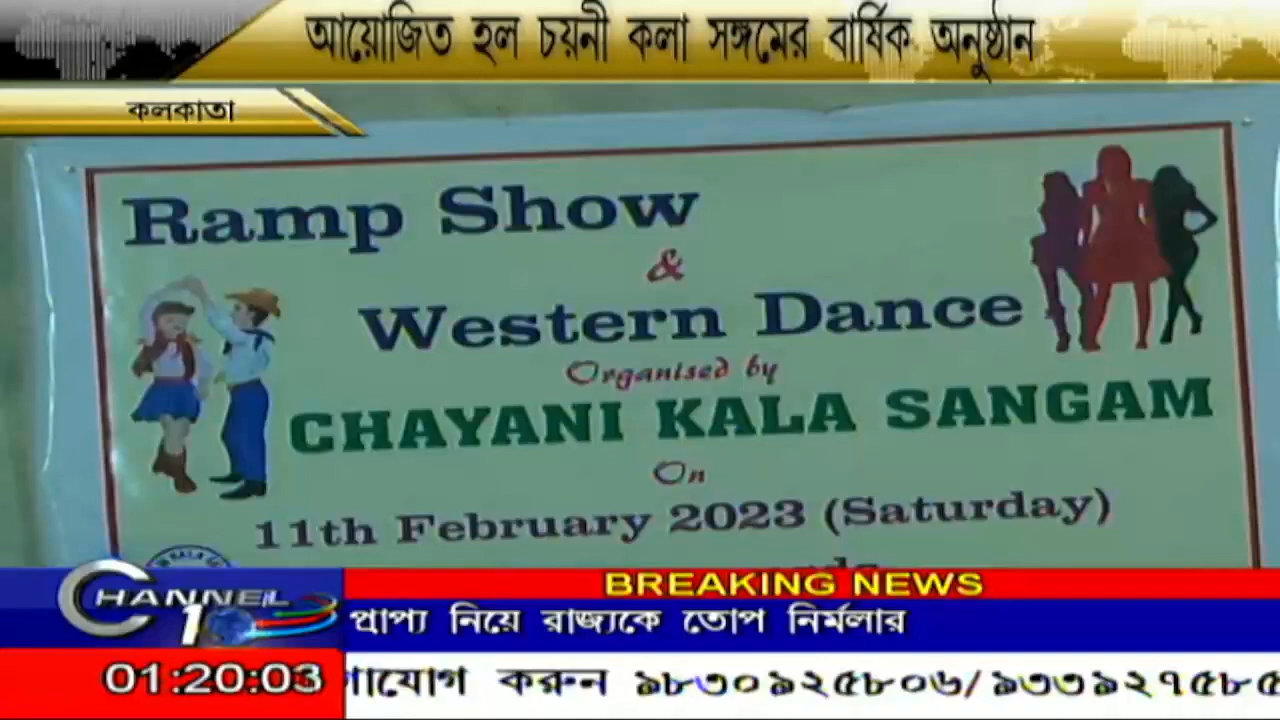 আয়োজিত হল চয়নী কলা সঙ্গমের বার্ষিক অনুষ্ঠান
কলকাতা
Ramp Show
&
Western Dance
Organised by
CHAYANI KALA SANGAM
On
11th February 2023 (Saturday)
CHANNEL 10
BREAKING NEWS
প্রাপ্য নিয়ে রাজ্যকে তোপ নির্মলার
01:20:03
করুন ৯৮৩০৯২৫৮০৬/৯৩৩৯২৭৫৮৫